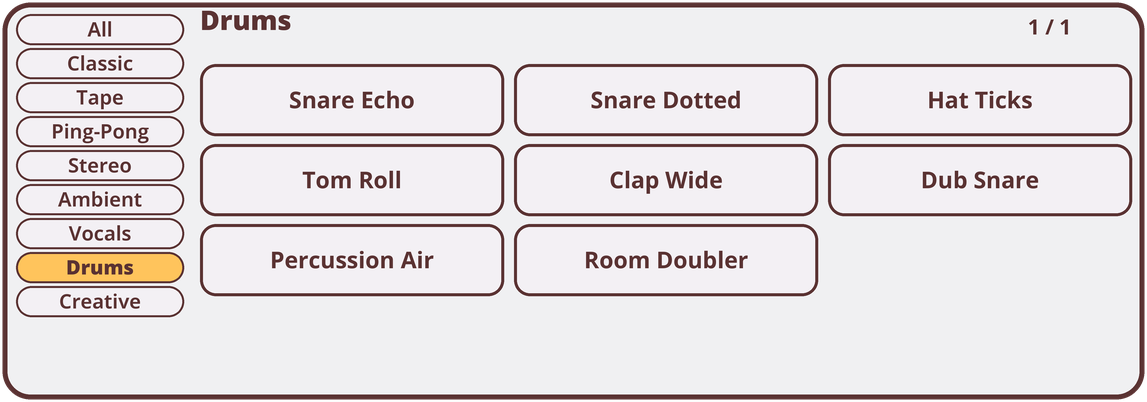 All
Classic
Tape
Ping-Pong
Stereo
Ambient
Vocals
Drums
Creative
Drums
1 / 1
Snare Echo
Snare Dotted
Hat Ticks
Tom Roll
Clap Wide
Dub Snare
Percussion Air
Room Doubler